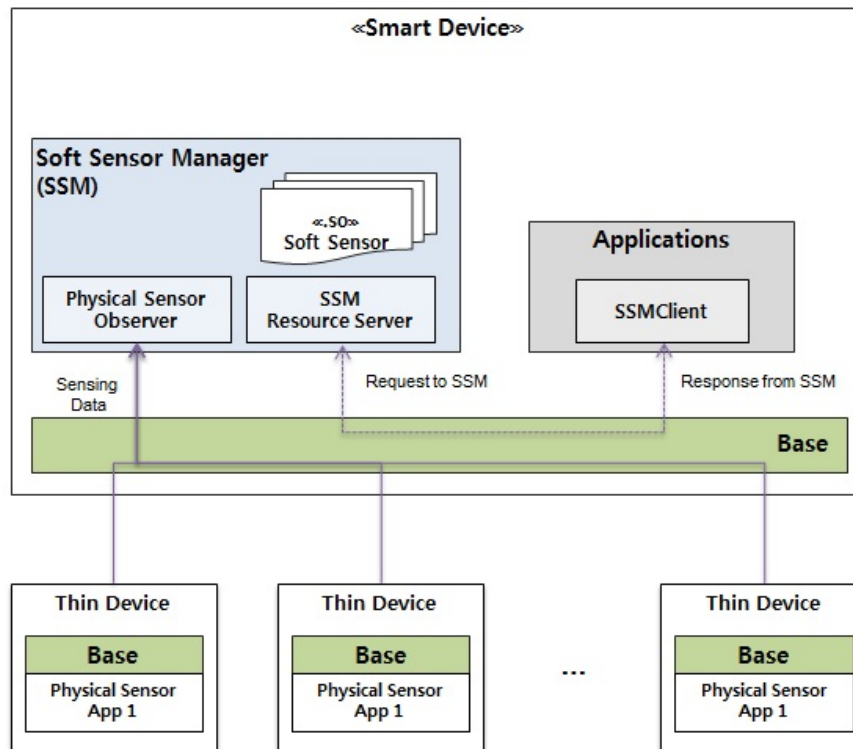 «Smart Device»
Soft Sensor Manager
(SSM)
«.SO»
Soft Sensor
Physical Sensor
Observer
SSM
Resource Server
Applications
SSMClient
Sensing
Data
Request to SSM
Response from SSM
Base
Thin Device
Base
Physical Sensor
App 1
Thin Device
Base
Physical Sensor
App 1
...
Thin Device
Base
Physical Sensor
App 1